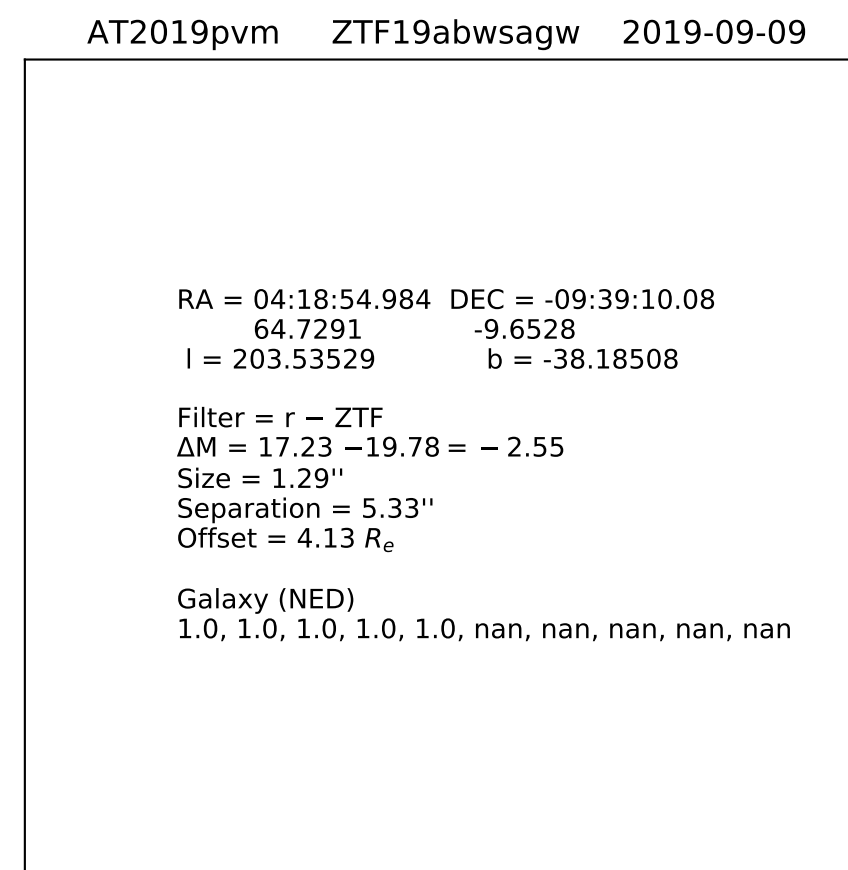 AT2019pvm ZTF19abwsagw 2019-09-09
RA = 04:18:54.984 DEC = -09:39:10.08
64.7291 -9.6528
l = 203.53529 b = -38.18508
Filter = r − ZTF
ΔM = 17.23 −19.78 = − 2.55
Size = 1.29''
Separation = 5.33''
Offset = 4.13 Re
Galaxy (NED)
1.0, 1.0, 1.0, 1.0, 1.0, nan, nan, nan, nan, nan